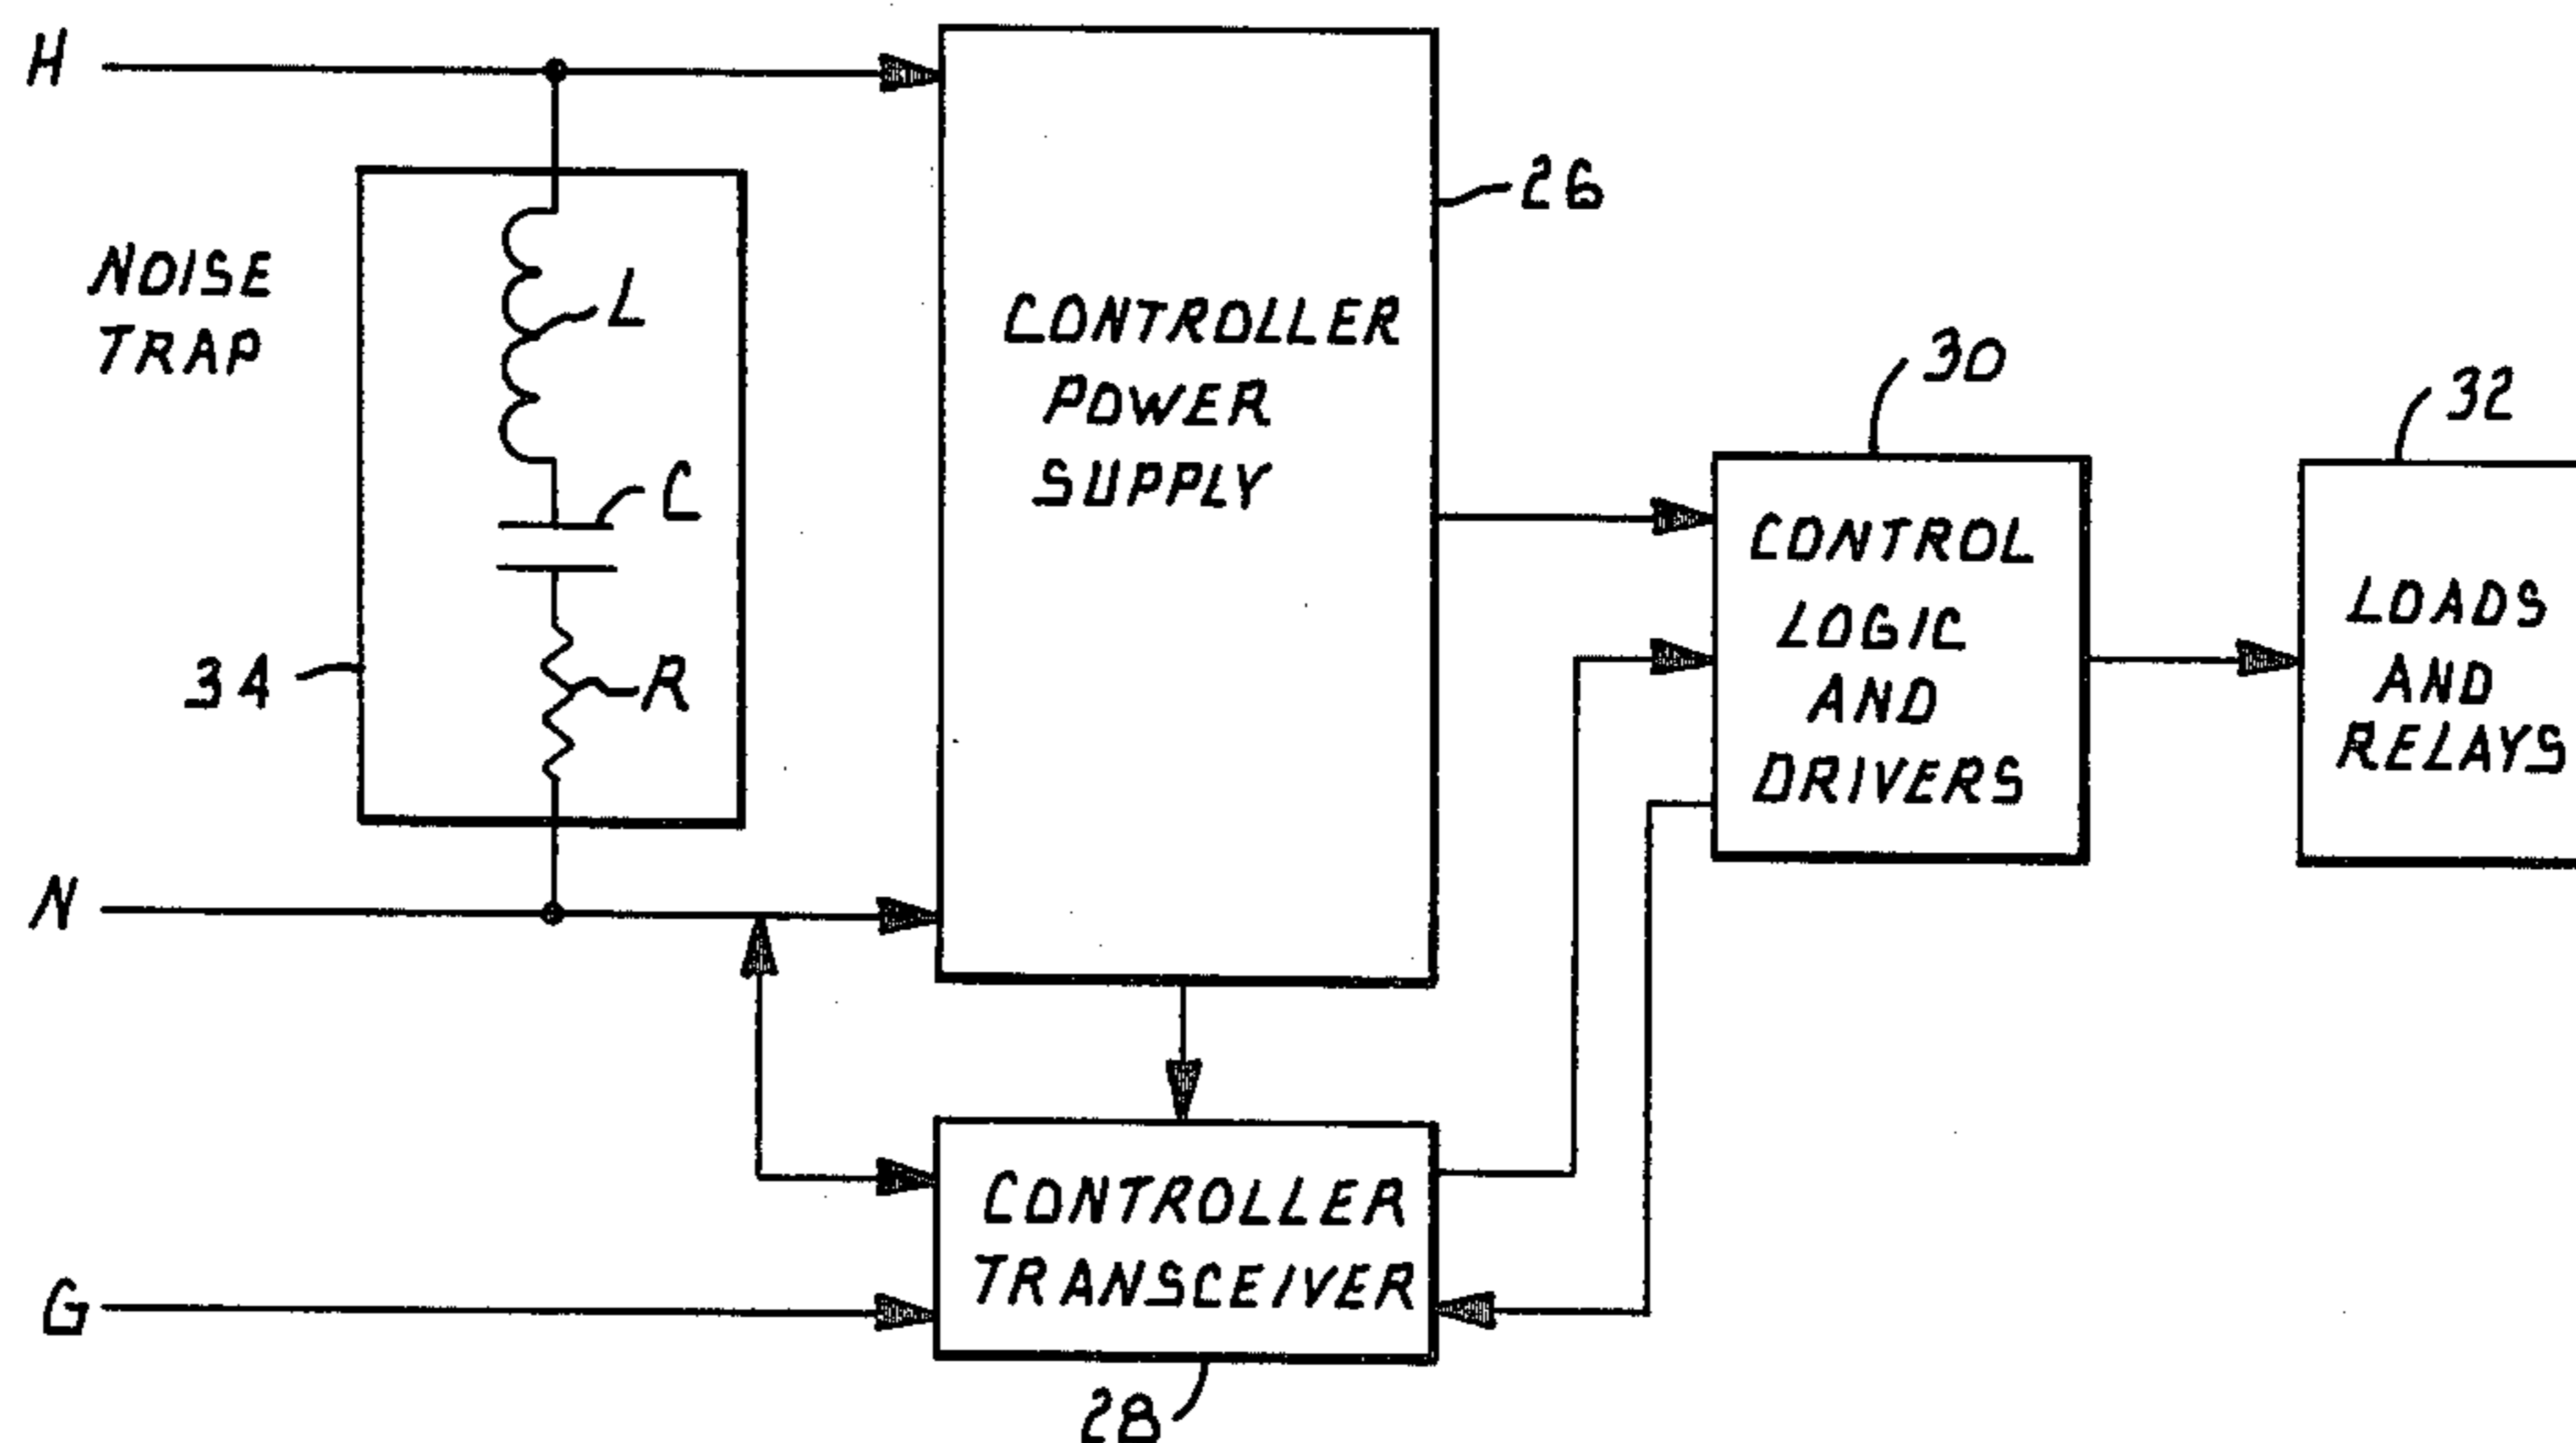 H
NOISE
TRAP
L
C
R
34
CONTROLLER
POWER
SUPPLY
26
CONTROL
LOGIC
AND
DRIVERS
30
LOADS
AND
RELAYS
32
N
G
CONTROLLER
TRANSCEIVER
28